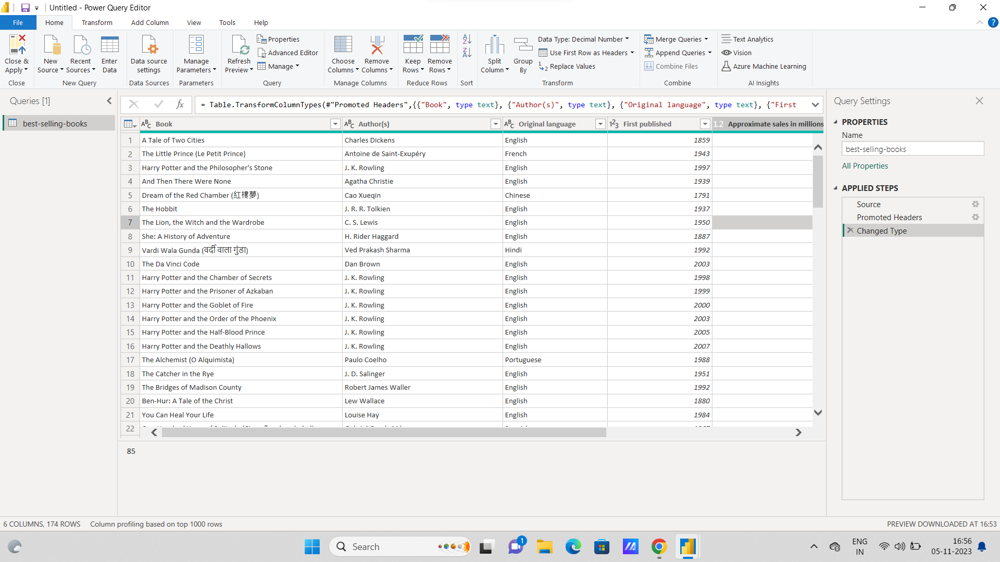 Untitled - Power Query Editor
File Home Transform Add Column View Tools Help
Close & Apply
New Source
Recent Sources
Enter Data
Data source settings
Manage Parameters
Refresh Preview
Properties
Advanced Editor
Manage
Choose Columns
Remove Columns
Keep Rows
Remove Rows
Split Column
Group By
Data Type: Decimal Number
Use First Row as Headers
Replace Values
Merge Queries
Append Queries
Combine Files
Text Analytics
Vision
Azure Machine Learning
Close New Query Data Sources Parameters Query Manage Columns Reduce Rows Sort Transform Combine AI Insights
Queries [1]
best-selling-books
fx = Table.TransformColumnTypes(#"Promoted Headers",{{"Book", type text}, {"Author(s)", type text}, {"Original language", type text}, {"First
Book Author(s) Original language First published 1.2 Approximate sales in millions
1 A Tale of Two Cities Charles Dickens English 1859
2 The Little Prince (Le Petit Prince) Antoine de Saint-Exupéry French 1943
3 Harry Potter and the Philosopher's Stone J. K. Rowling English 1997
4 And Then There Were None Agatha Christie English 1939
5 Dream of the Red Chamber (紅樓夢) Cao Xueqin Chinese 1791
6 The Hobbit J. R. R. Tolkien English 1937
7 The Lion, the Witch and the Wardrobe C. S. Lewis English 1950
8 She: A History of Adventure H. Rider Haggard English 1887
9 Vardi Wala Gunda (वर्दी वाला गुंडा) Ved Prakash Sharma Hindi 1992
10 The Da Vinci Code Dan Brown English 2003
11 Harry Potter and the Chamber of Secrets J. K. Rowling English 1998
12 Harry Potter and the Prisoner of Azkaban J. K. Rowling English 1999
13 Harry Potter and the Goblet of Fire J. K. Rowling English 2000
14 Harry Potter and the Order of the Phoenix J. K. Rowling English 2003
15 Harry Potter and the Half-Blood Prince J. K. Rowling English 2005
16 Harry Potter and the Deathly Hallows J. K. Rowling English 2007
17 The Alchemist (O Alquimista) Paulo Coelho Portuguese 1988
18 The Catcher in the Rye J. D. Salinger English 1951
19 The Bridges of Madison County Robert James Waller English 1992
20 Ben-Hur: A Tale of the Christ Lew Wallace English 1880
21 You Can Heal Your Life Louise Hay English 1984
22
85
Query Settings
PROPERTIES
Name
best-selling-books
All Properties
APPLIED STEPS
Source
Promoted Headers
Changed Type
6 COLUMNS, 174 ROWS Column profiling based on top 1000 rows PREVIEW DOWNLOADED AT 16:53
Search
1
ENG
IN
16:56
05-11-2023